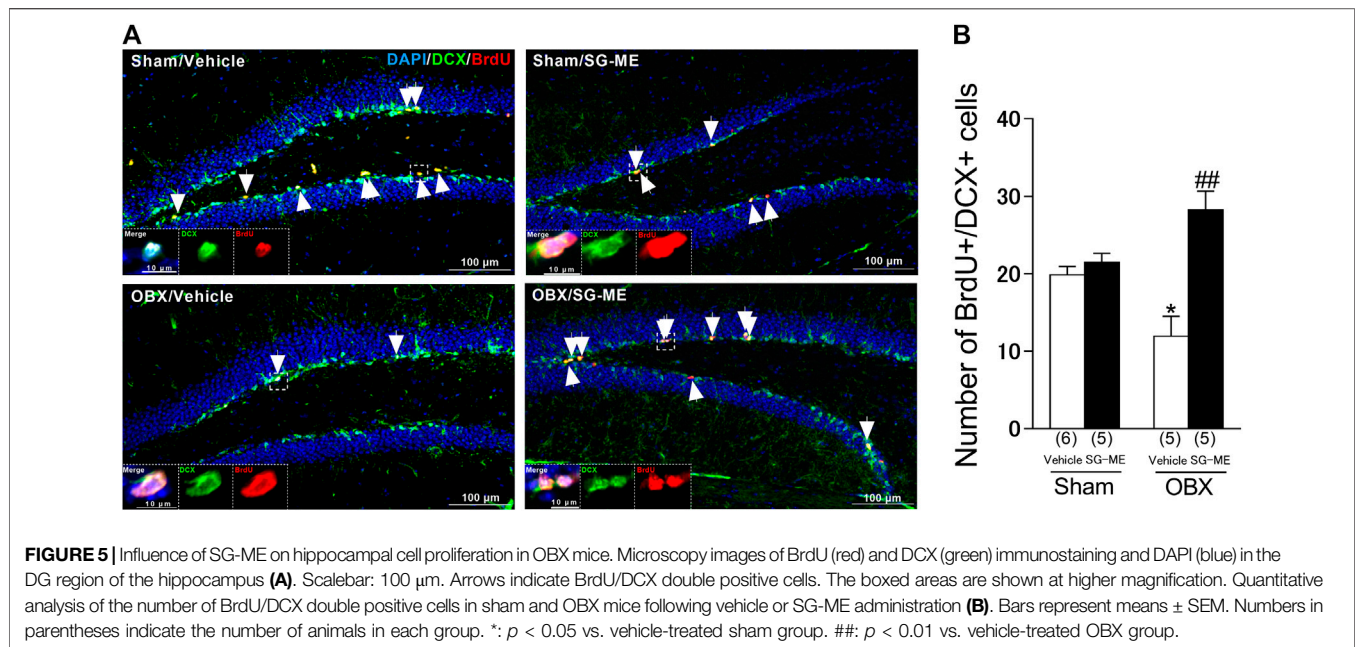 A
Sham/Vehicle
DAPI/DCX/BrdU
Merge
DCX
BrdU
10 µm
100 µm
Sham/SG-ME
Merge
DCX
BrdU
10 µm
100 µm
OBX/Vehicle
Merge
DCX
BrdU
10 µm
100 µm
OBX/SG-ME
Merge
DCX
BrdU
10 µm
100 µm
B
Number of BrdU+/DCX+ cells
40
30
20
10
0
*
##
(6) (5) (5) (5)
Vehicle SG-ME Vehicle SG-ME
Sham OBX
FIGURE 5 | Influence of SG-ME on hippocampal cell proliferation in OBX mice. Microscopy images of BrdU (red) and DCX (green) immunostaining and DAPI (blue) in the
DG region of the hippocampus (A). Scalebar: 100 μm. Arrows indicate BrdU/DCX double positive cells. The boxed areas are shown at higher magnification. Quantitative
analysis of the number of BrdU/DCX double positive cells in sham and OBX mice following vehicle or SG-ME administration (B). Bars represent means ± SEM. Numbers in
parentheses indicate the number of animals in each group. *: p < 0.05 vs. vehicle-treated sham group. ##: p < 0.01 vs. vehicle-treated OBX group.